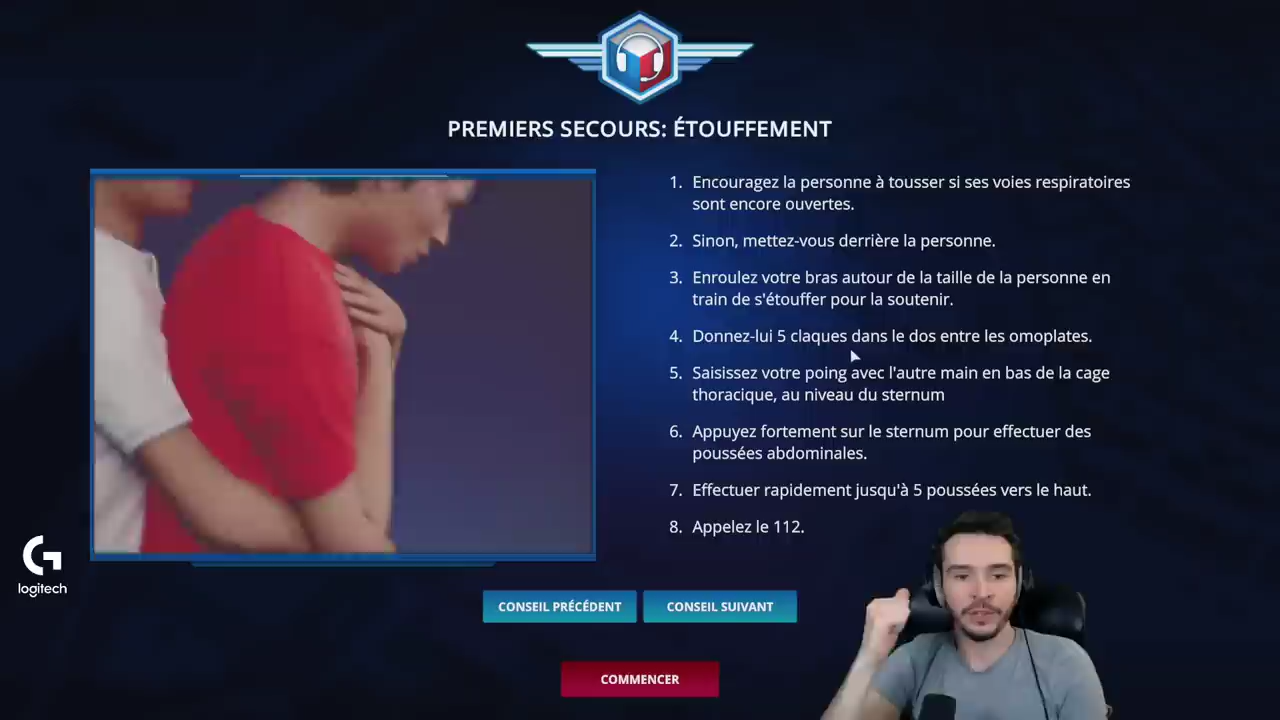 PREMIERS SECOURS: ÉTOUFFEMENT
1. Encouragez la personne à tousser si ses voies respiratoires
sont encore ouvertes.
2. Sinon, mettez-vous derrière la personne.
3. Enroulez votre bras autour de la taille de la personne en
train de s'étouffer pour la soutenir.
4. Donnez-lui 5 claques dans le dos entre les omoplates.
5. Saisissez votre poing avec l'autre main en bas de la cage
thoracique, au niveau du sternum
6. Appuyez fortement sur le sternum pour effectuer des
poussées abdominales.
7. Effectuer rapidement jusqu'à 5 poussées vers le haut.
8. Appelez le 112.
logitech
CONSEIL PRÉCÉDENT
CONSEIL SUIVANT
COMMENCER